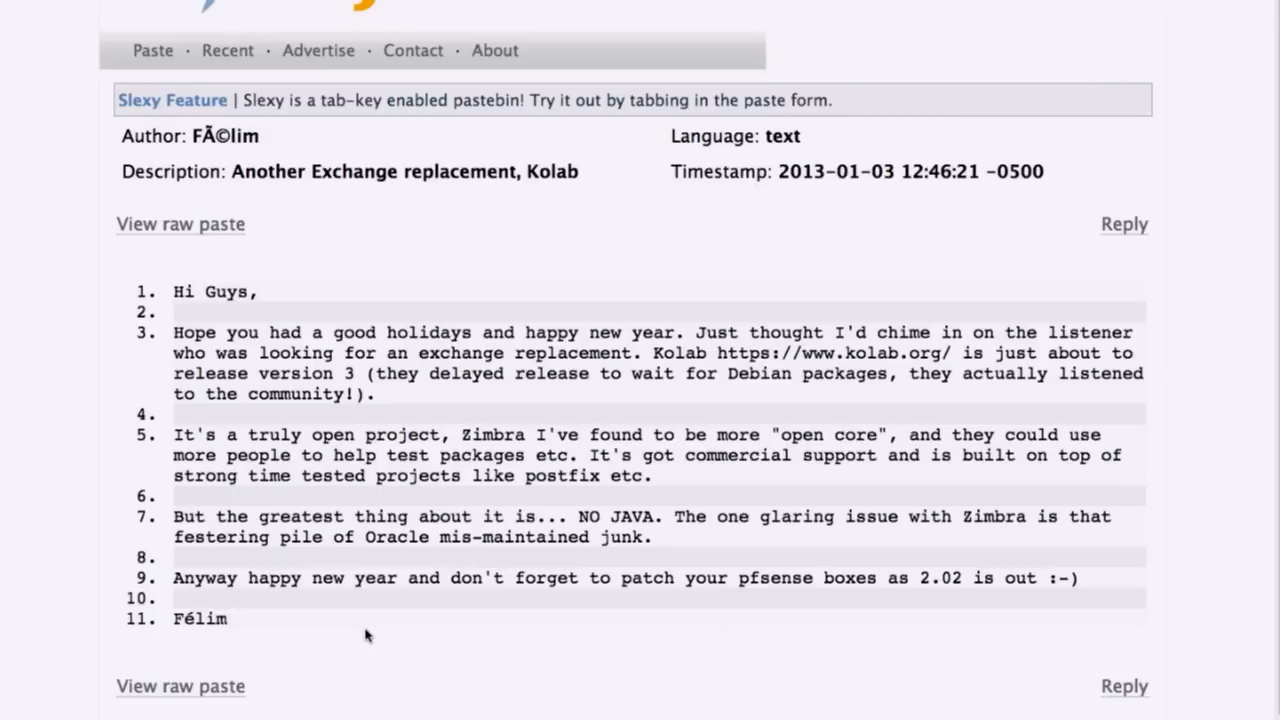 Paste · Recent · Advertise · Contact · About
Slexy Feature | Slexy is a tab-key enabled pastebin! Try it out by tabbing in the paste form.
Author: FÃ©lim Language: text
Description: Another Exchange replacement, Kolab Timestamp: 2013-01-03 12:46:21 -0500
View raw paste Reply
1. Hi Guys,
2.
3. Hope you had a good holidays and happy new year. Just thought I'd chime in on the listener
who was looking for an exchange replacement. Kolab https://www.kolab.org/ is just about to
release version 3 (they delayed release to wait for Debian packages, they actually listened
to the community!).
4.
5. It's a truly open project, Zimbra I've found to be more "open core", and they could use
more people to help test packages etc. It's got commercial support and is built on top of
strong time tested projects like postfix etc.
6.
7. But the greatest thing about it is... NO JAVA. The one glaring issue with Zimbra is that
festering pile of Oracle mis-maintained junk.
8.
9. Anyway happy new year and don't forget to patch your pfsense boxes as 2.02 is out :-)
10.
11. Félim
View raw paste Reply